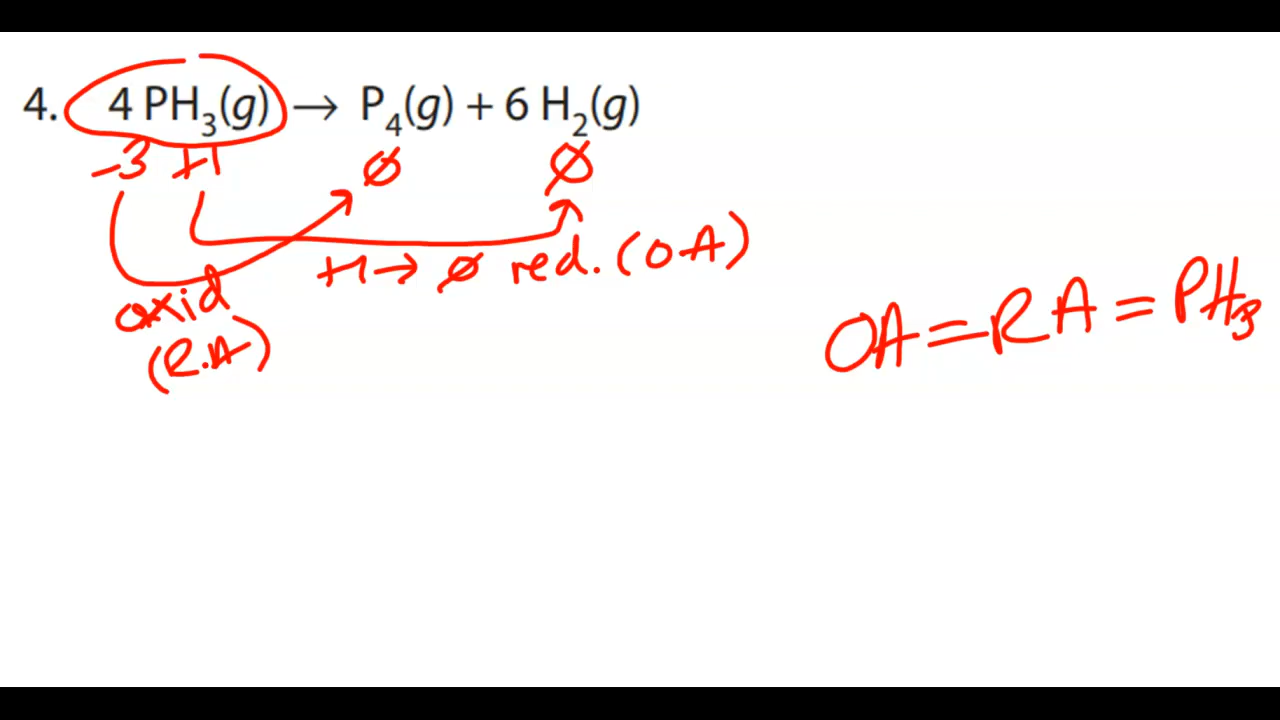 4. 4 PH₃(g) → P₄(g) + 6 H₂(g)
-3 +1 Ø Ø
+1 → Ø red. (OA)
oxid
(R.A)
OA = RA = PH₃